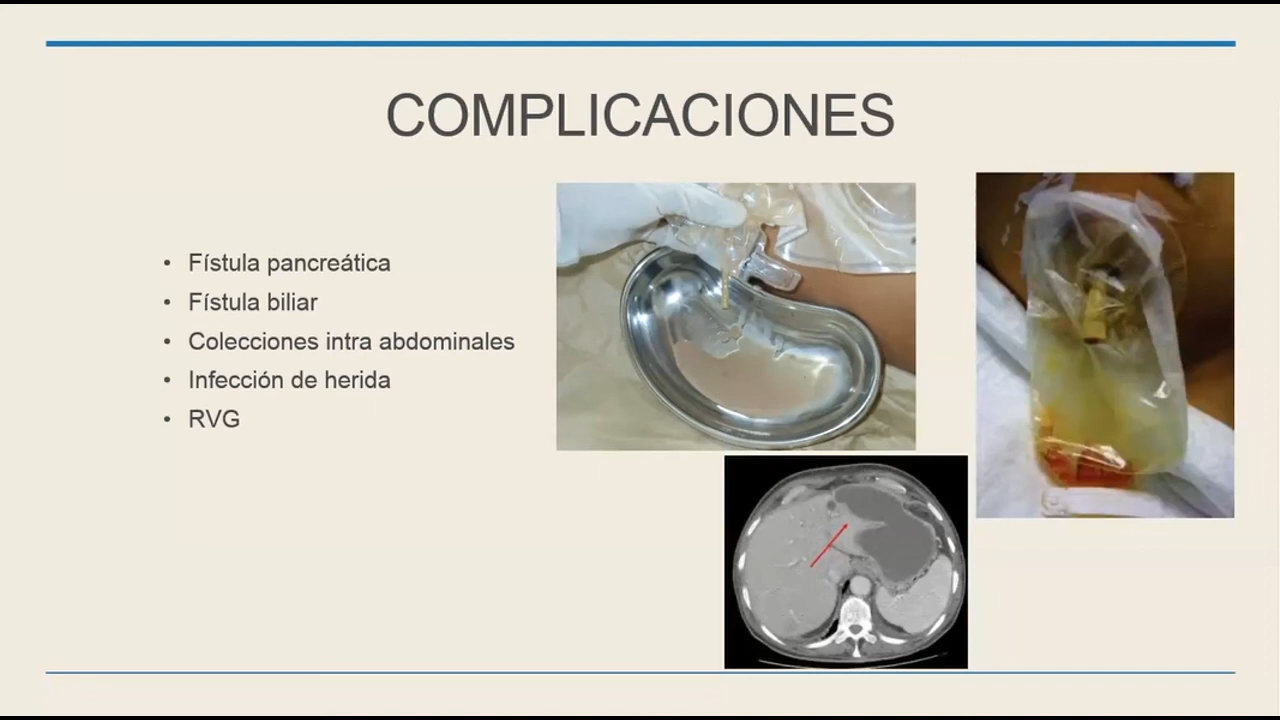 COMPLICACIONES
• Fístula pancreática
• Fístula biliar
• Colecciones intra abdominales
• Infección de herida
• RVG